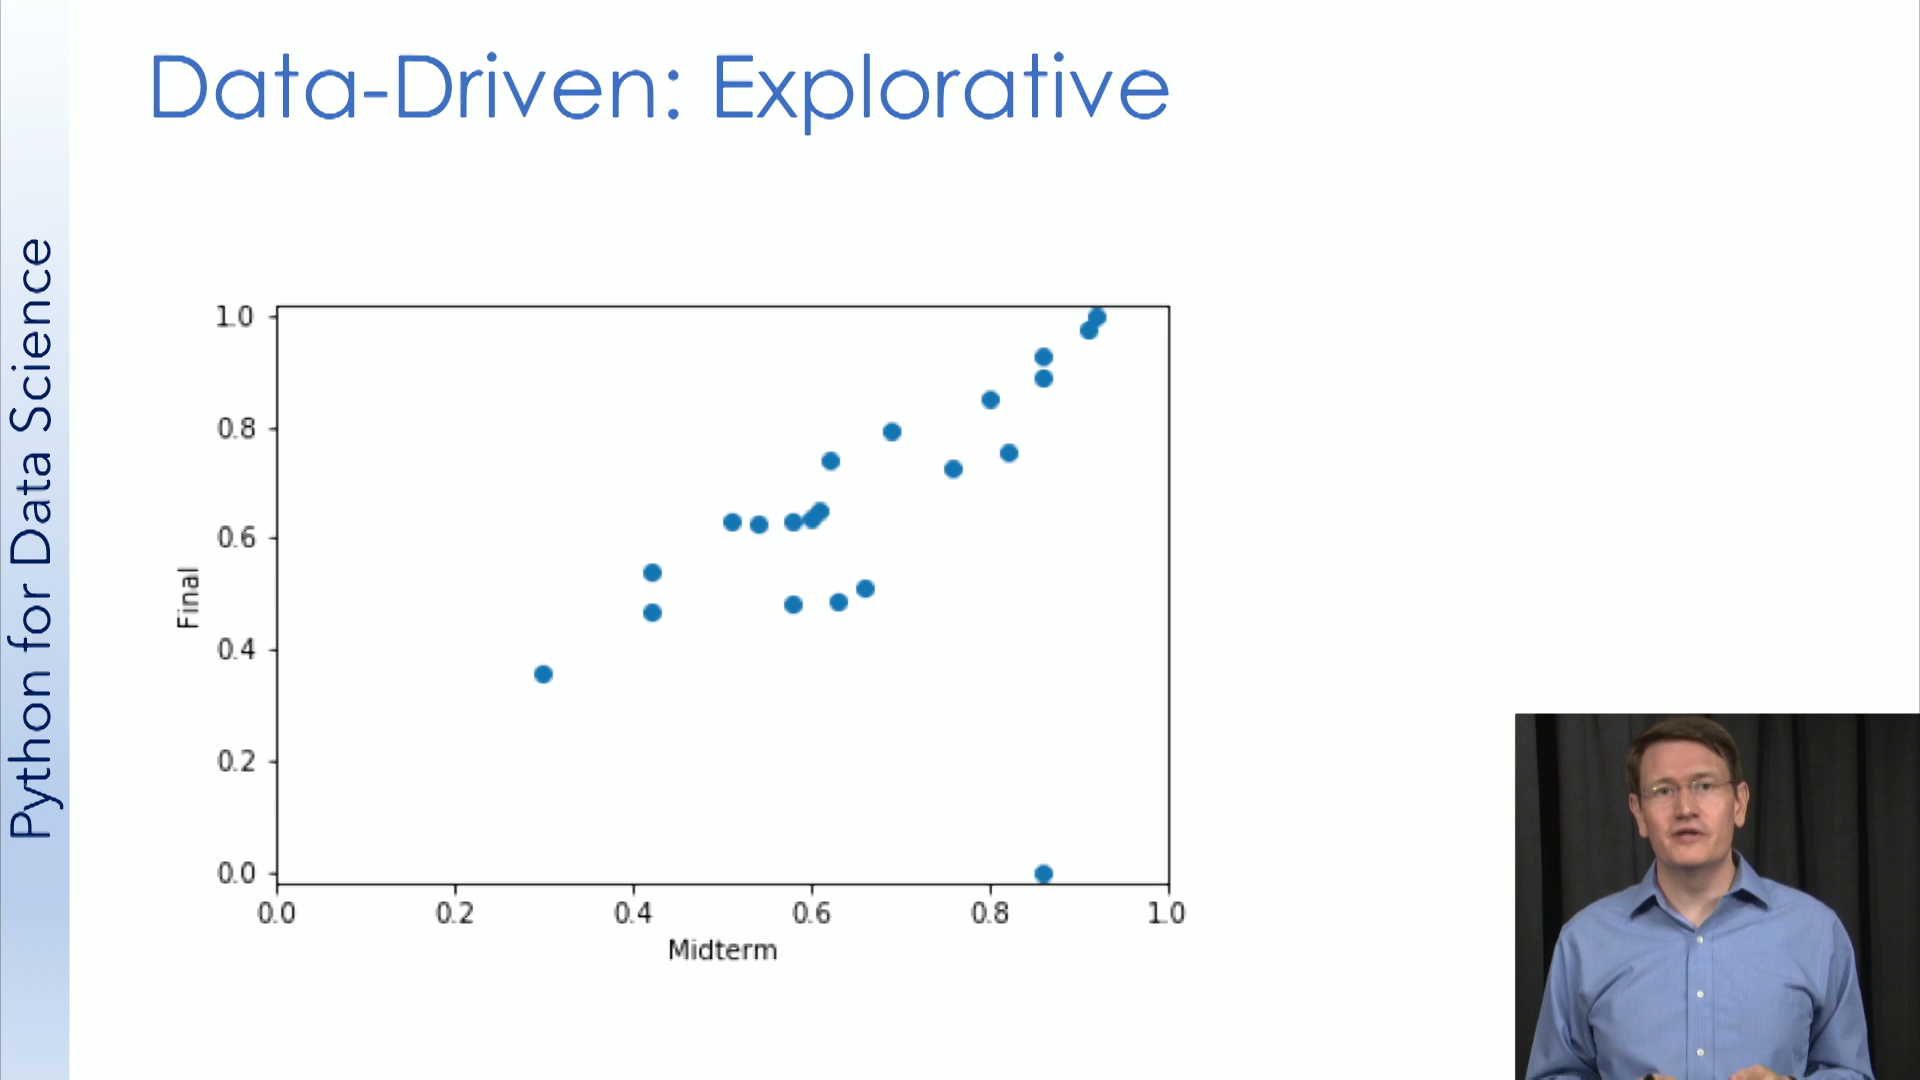 Data-Driven: Explorative
Python for Data Science
1.0
0.8
0.6
0.4
0.2
0.0
Final
0.0 0.2 0.4 0.6 0.8 1.0
Midterm